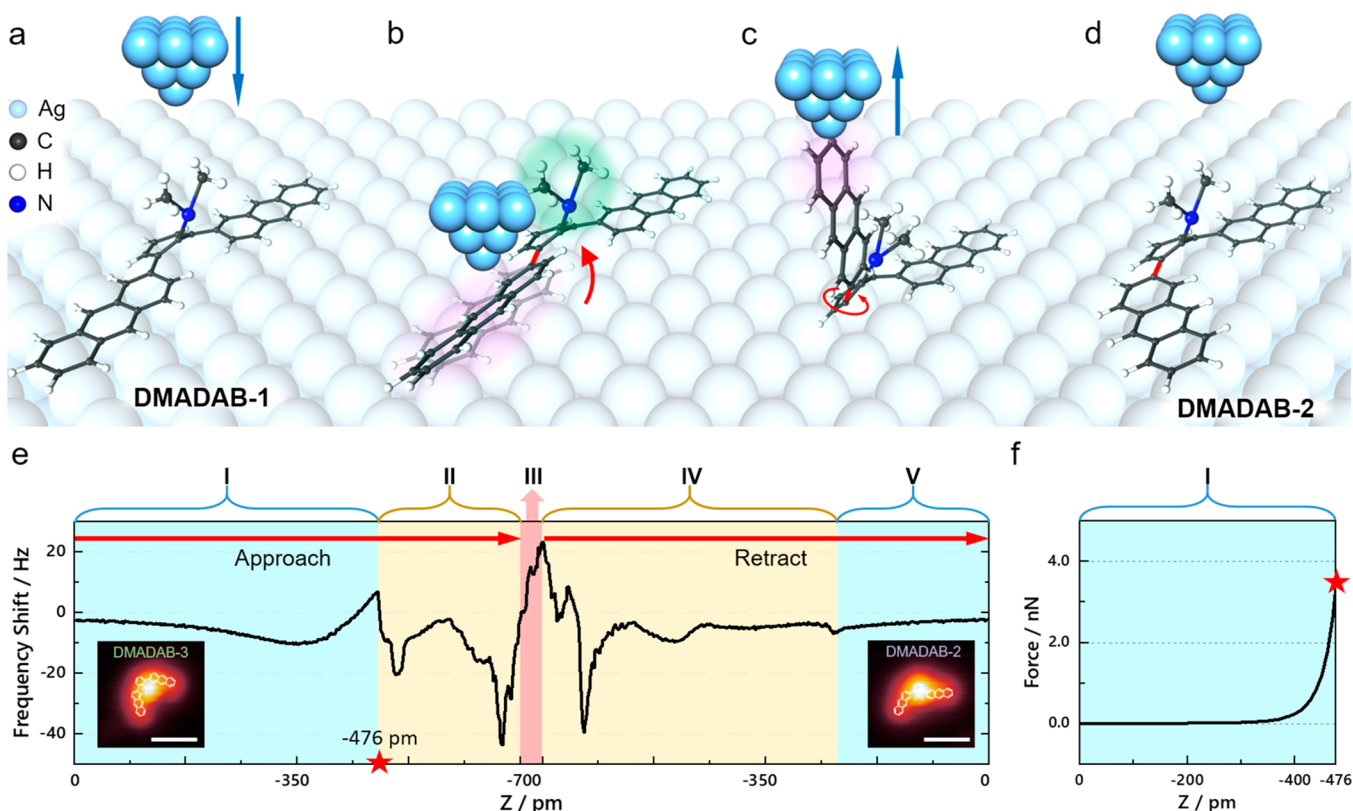 a
b
c
d
Ag
C
H
N
DMADAB-1
DMADAB-2
e
f
I
II
III
IV
V
I
Approach
Retract
20
0
-20
-40
Frequency Shift / Hz
DMADAB-3
DMADAB-2
-476 pm
0
-350
-700
-350
0
Z / pm
4.0
2.0
0.0
Force / nN
0
-200
-400
-476
Z / pm